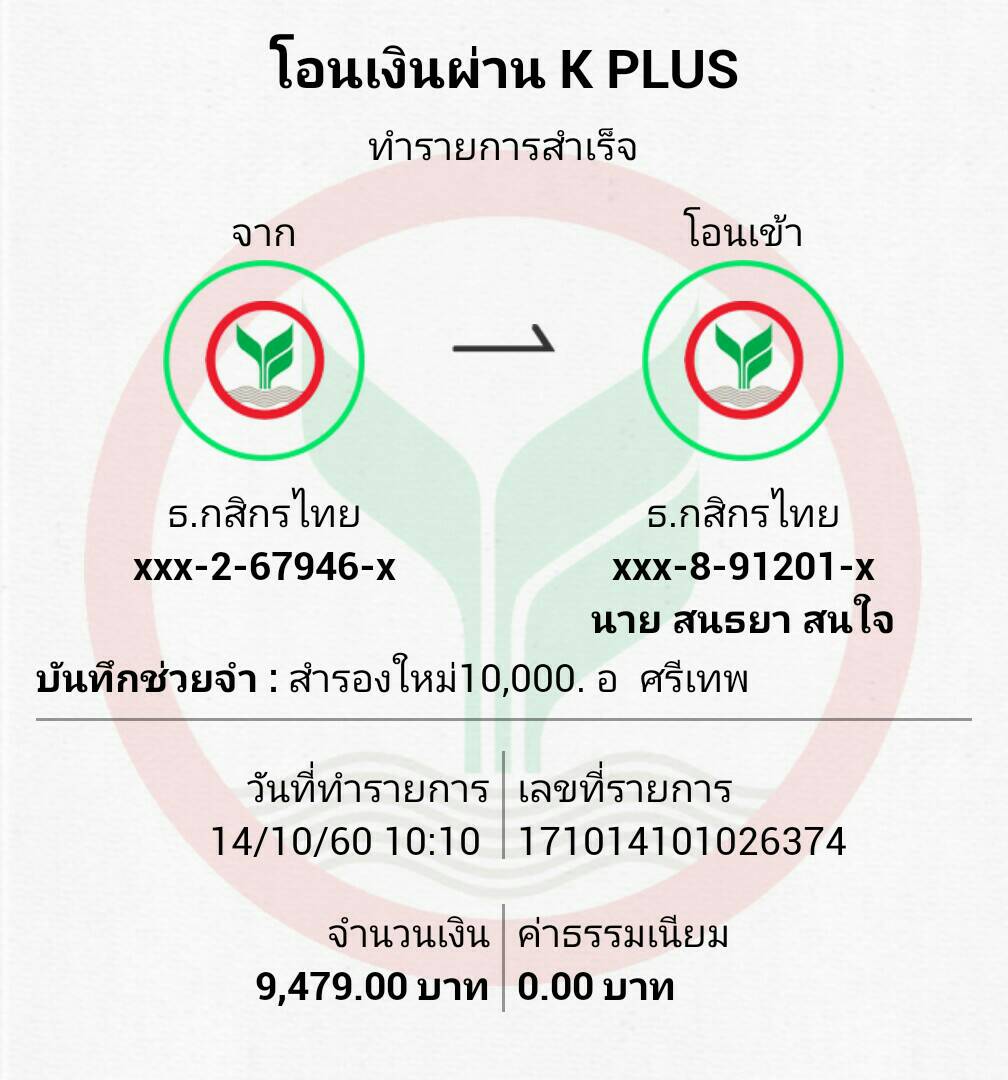 โอนเงินผ่าน K PLUS
ทำรายการสำเร็จ
จาก
โอนเข้า
ธ.กสิกรไทย
xxx-2-67946-x
ธ.กสิกรไทย
xxx-8-91201-x
นาย สนธยา สนใจ
บันทึกช่วยจำ : สำรองใหม่10,000. อ  ศรีเทพ
วันที่ทำรายการ
14/10/60 10:10
เลขที่รายการ
171014101026374
จำนวนเงิน
9,479.00 บาท
ค่าธรรมเนียม
0.00 บาท